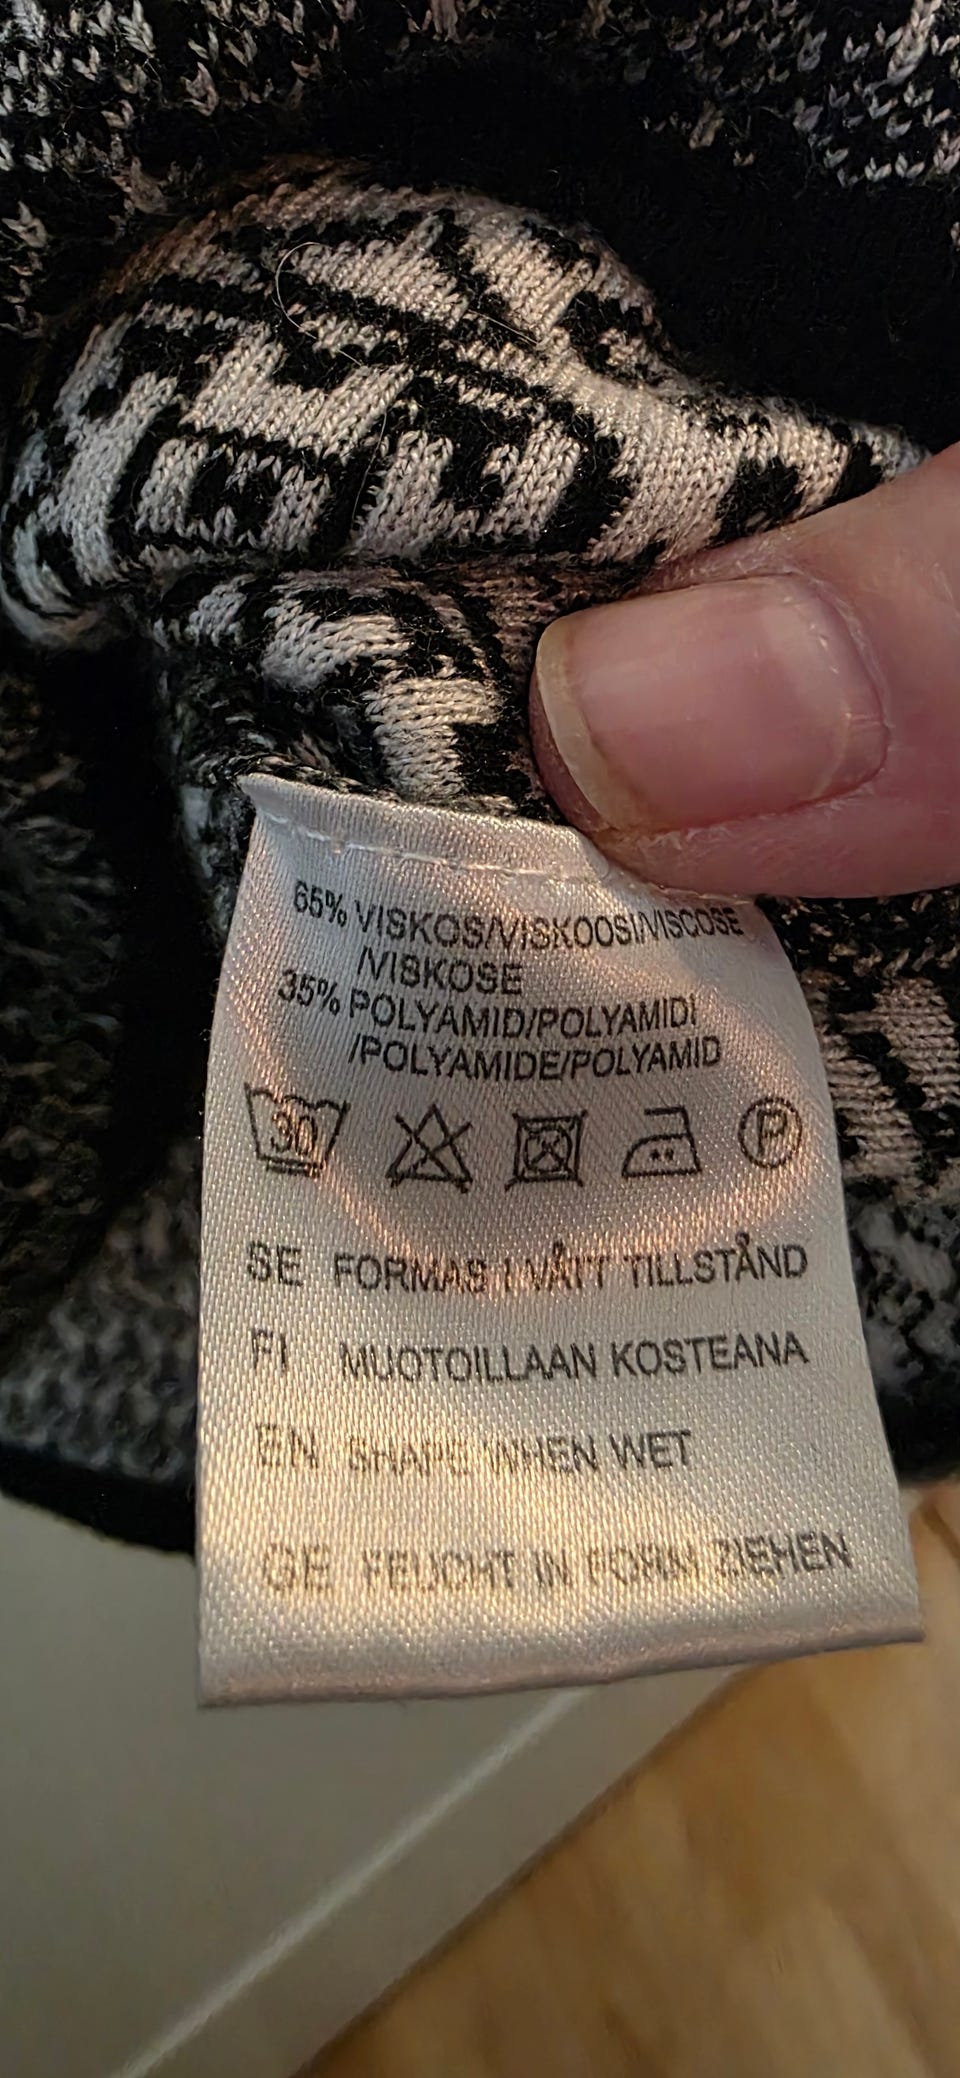 65% VISKOS/VISKOOSI/VISCOSE
/VISKOSE
35% POLYAMID/POLYAMIDI
/POLYAMIDE/POLYAMID
30 P
SE FORMAS I VÅTT TILLSTÅND
FI MUOTOILLAAN KOSTEANA
EN SHAPE WHEN WET
GE FEUCHT IN FORM ZIEHEN